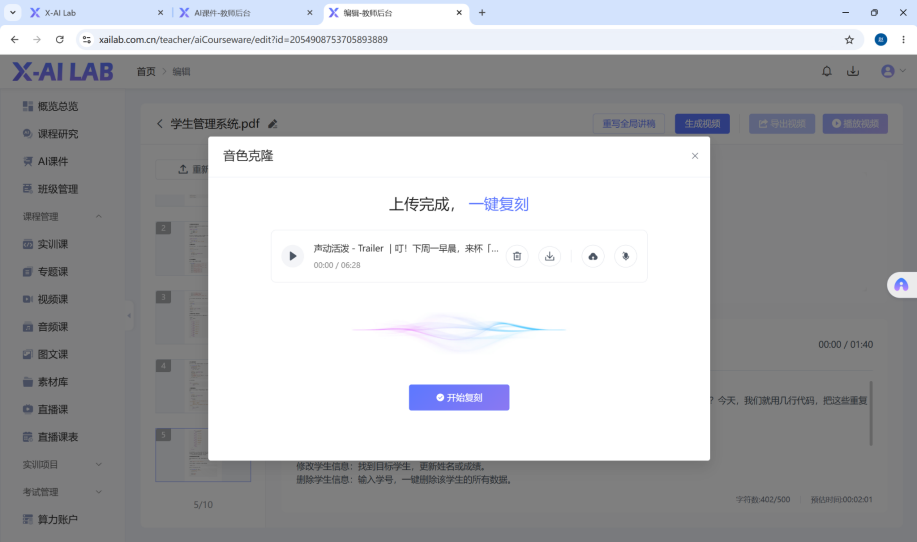 X-AI Lab
AI课件-教师后台
编辑-教师后台
xailab.com.cn/teacher/aiCourseware/edit?id=2054908753705893889
X-AI LAB
首页 > 编辑
概览总览
课程研究
AI课件
班级管理
课程管理
实训课
专题课
视频课
音频课
图文课
素材库
直播课
直播课表
实训项目
考试管理
算力账户
学生管理系统.pdf
重写全局讲稿
生成视频
导出视频
播放视频
重新
2
3
4
5
5/10
音色克隆
上传完成， 一键复刻
声动活泼 - Trailer ｜叮！下周一早晨，来杯「...
00:00 / 06:28
开始复刻
00:00 / 01:40
？今天，我们就用几行代码，把这些重复
修改学生信息：找到目标学生，更新姓名或成绩。
删除学生信息：输入学号，一键删除该学生的所有数据。
字符数:402/500
预估时间:00:02:01